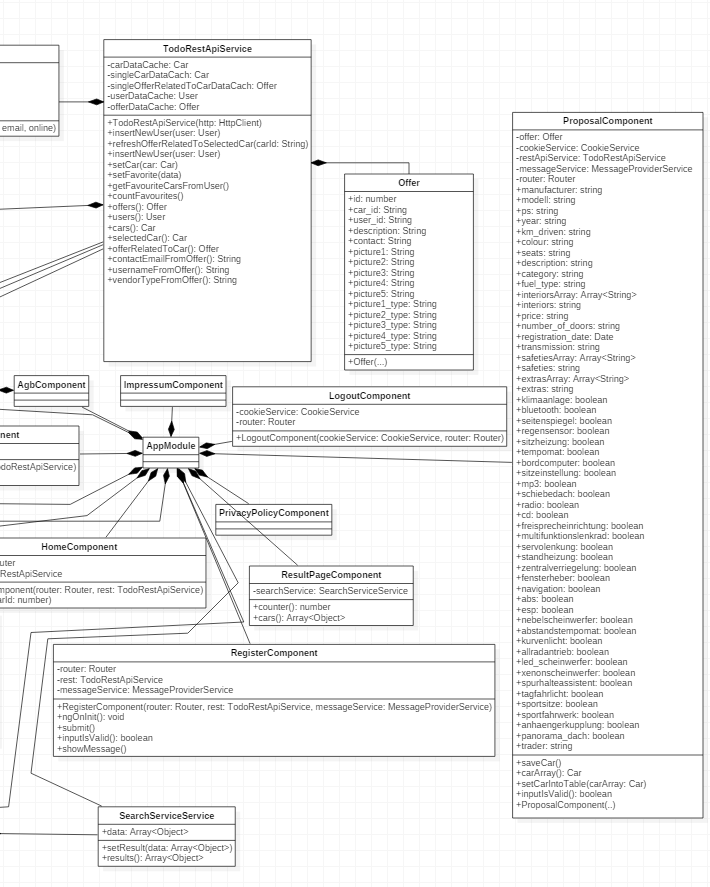 TodoRestApiService
-carDataCache: Car
-singleCarDataCach: Car
-singleOfferRelatedToCarDataCach: Offer
-userDataCache: User
-offerDataCache: Offer
+TodoRestApiService(http: HttpClient)
+insertNewUser(user: User)
+refreshOfferRelatedToSelectedCar(carId: String)
+insertNewUser(user: User)
+setCar(car: Car)
+setFavorite(data)
+getFavouriteCarsFromUser()
+countFavourites()
+offers(): Offer
+users(): User
+cars(): Car
+selectedCar(): Car
+offerRelatedToCar(): Offer
+contactEmailFromOffer(): String
+usernameFromOffer(): String
+vendorTypeFromOffer(): String
email, online)
Offer
+id: number
+car_id: String
+user_id: String
+description: String
+contact: String
+picture1: String
+picture2: String
+picture3: String
+picture4: String
+picture5: String
+picture1_type: String
+picture2_type: String
+picture3_type: String
+picture4_type: String
+picture5_type: String
+Offer(...)
ProposalComponent
-offer: Offer
-cookieService: CookieService
-restApiService: TodoRestApiService
-messageService: MessageProviderService
-router: Router
+manufacturer: string
+modell: string
+ps: string
+year: string
+km_driven: string
+colour: string
+seats: string
+description: string
+category: string
+fuel_type: string
+interiorsArray: Array<String>
+interiors: string
+price: string
+number_of_doors: string
+registration_date: Date
+transmission: string
+safetiesArray: Array<String>
+safeties: string
+extrasArray: Array<String>
+extras: string
+klimaanlage: boolean
+bluetooth: boolean
+seitenspiegel: boolean
+regensensor: boolean
+sitzheizung: boolean
+tempomat: boolean
+bordcomputer: boolean
+sitzeinstellung: boolean
+mp3: boolean
+schiebedach: boolean
+radio: boolean
+cd: boolean
+freisprecheinrichtung: boolean
+multifunktionslenkrad: boolean
+servolenkung: boolean
+standheizung: boolean
+zentralverriegelung: boolean
+fensterheber: boolean
+navigation: boolean
+abs: boolean
+esp: boolean
+nebelscheinwerfer: boolean
+abstandstempomat: boolean
+kurvenlicht: boolean
+allradantrieb: boolean
+led_scheinwerfer: boolean
+xenonscheinwerfer: boolean
+spurhalteassistent: boolean
+tagfahrlicht: boolean
+sportsitze: boolean
+sportfahrwerk: boolean
+anhaengerkupplung: boolean
+panorama_dach: boolean
+trader: string
+saveCar()
+carArray(): Car
+setCarIntoTable(carArray: Car)
+inputIsValid(): boolean
+ProposalComponent(..)
AgbComponent
ImpressumComponent
LogoutComponent
-cookieService: CookieService
-router: Router
+LogoutComponent(cookieService: CookieService, router: Router)
nent
doRestApiService)
AppModule
PrivacyPolicyComponent
HomeComponent
uter
RestApiService
mponent(router: Router, rest: TodoRestApiService)
arId: number)
ResultPageComponent
-searchService: SearchServiceService
+counter(): number
+cars(): Array<Object>
RegisterComponent
-router: Router
-rest: TodoRestApiService
-messageService: MessageProviderService
+RegisterComponent(router: Router, rest: TodoRestApiService, messageService: MessageProviderService)
+ngOnInit(): void
+submit()
+inputIsValid(): boolean
+showMessage()
SearchServiceService
+data: Array<Object>
+setResult(data: Array<Object>)
+results(): Array<Object>